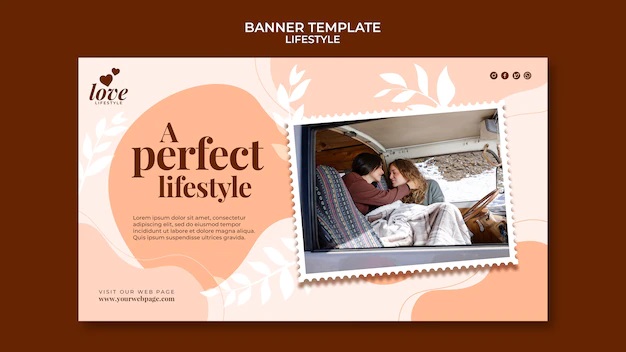 BANNER TEMPLATE
LIFESTYLE
love
LIFESTYLE
A
perfect
lifestyle
Lorem ipsum dolor sit amet, consectetur
adipiscing elit, sed do eiusmod tempor
incididunt ut labore et dolore magna aliqua.
Quis ipsum suspendisse ultrices gravida.
VISIT OUR WEB PAGE
www.yourwebpage.com